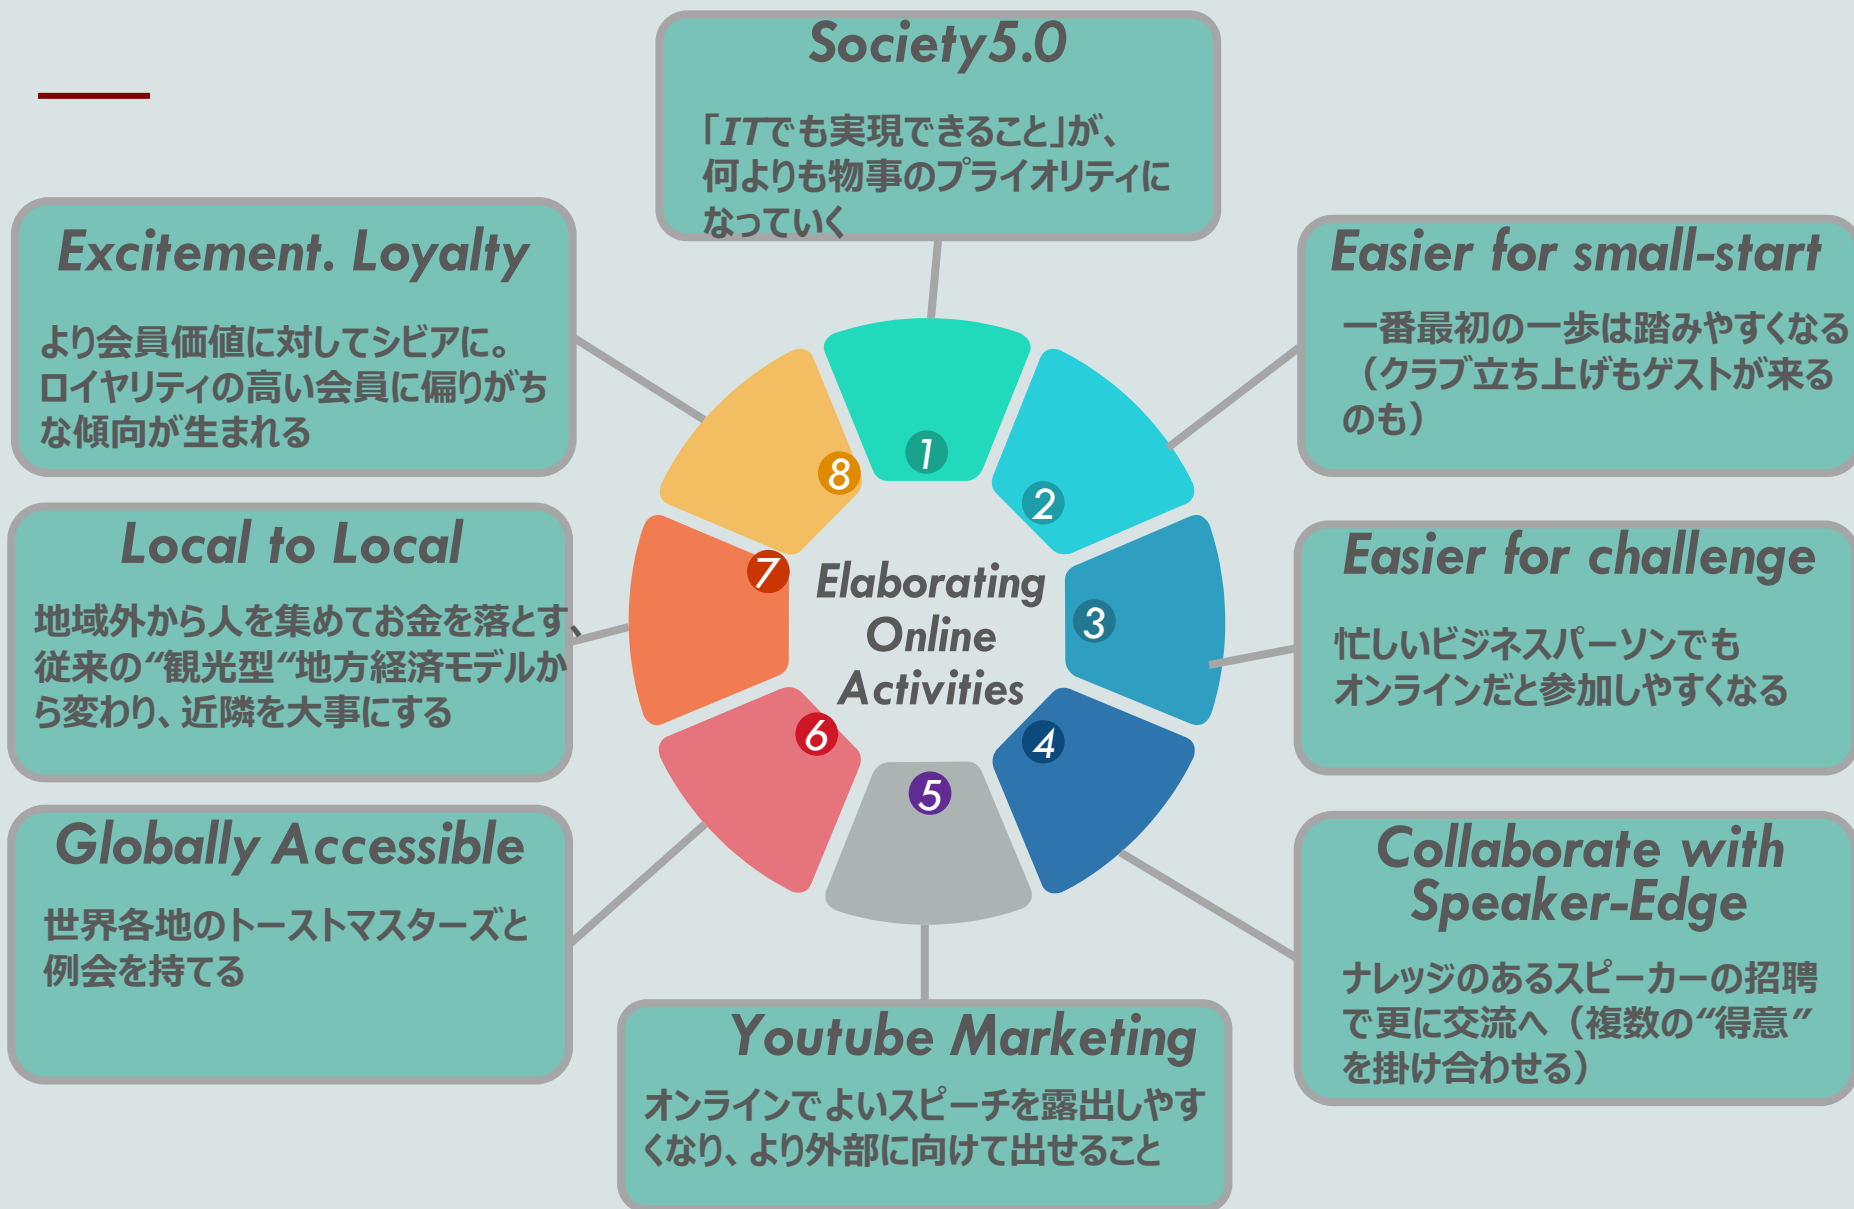 Society5.0
「ITでも実現できること」が、
何よりも物事のプライオリティに
なっていく
Easier for small-start
一番最初の一歩は踏みやすくなる
（クラブ立ち上げもゲストが来る
のも）
Easier for challenge
忙しいビジネスパーソンでも
オンラインだと参加しやすくなる
Collaborate with
Speaker-Edge
ナレッジのあるスピーカーの招聘
で更に交流へ（複数の“得意”
を掛け合わせる）
Youtube Marketing
オンラインでよいスピーチを露出しやす
くなり、より外部に向けて出せること
Globally Accessible
世界各地のトーストマスターズと
例会を持てる
Local to Local
地域外から人を集めてお金を落とす、
従来の“観光型“地方経済モデルか
ら変わり、近隣を大事にする
Excitement. Loyalty
より会員価値に対してシビアに。
ロイヤリティの高い会員に偏りがち
な傾向が生まれる
1
2
3
4
5
6
7
8
Elaborating
Online
Activities